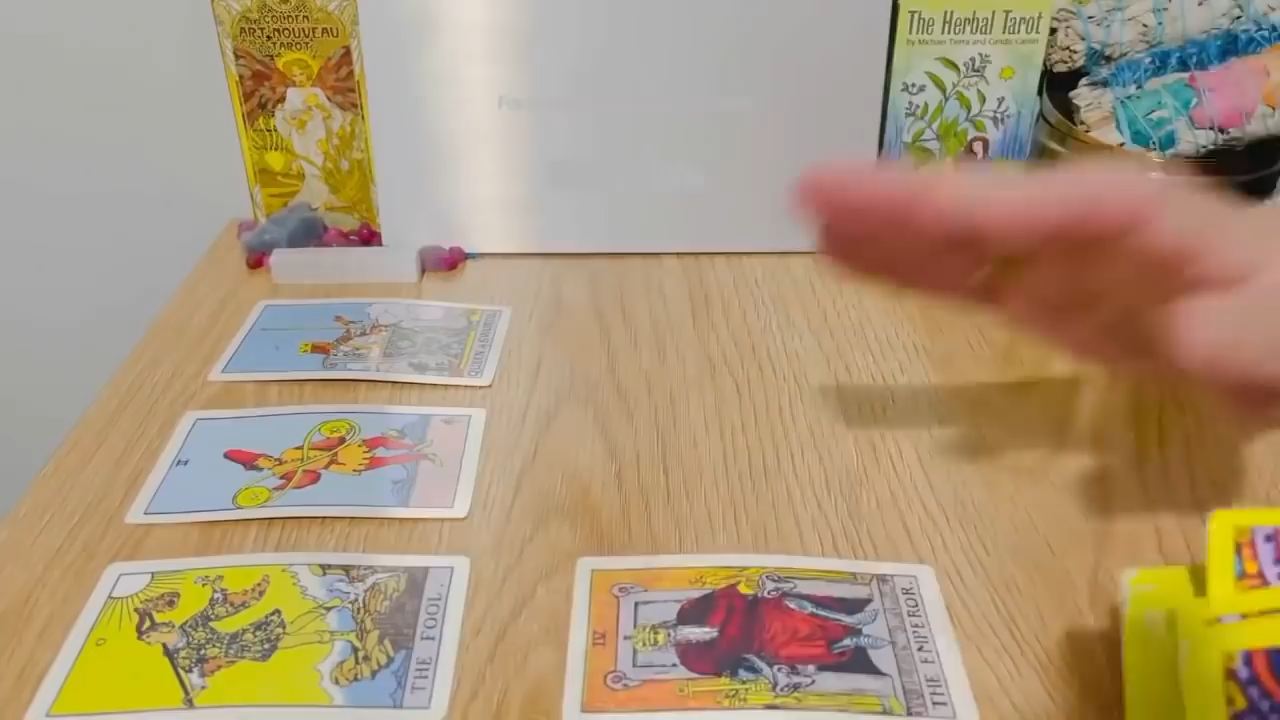 GOLDEN
ART NOUVEAU
TAROT
The Herbal Tarot
by Michael Tierra and Candis Cantin
QUEEN of SWORDS
II
THE FOOL.
IV
THE EMPEROR.